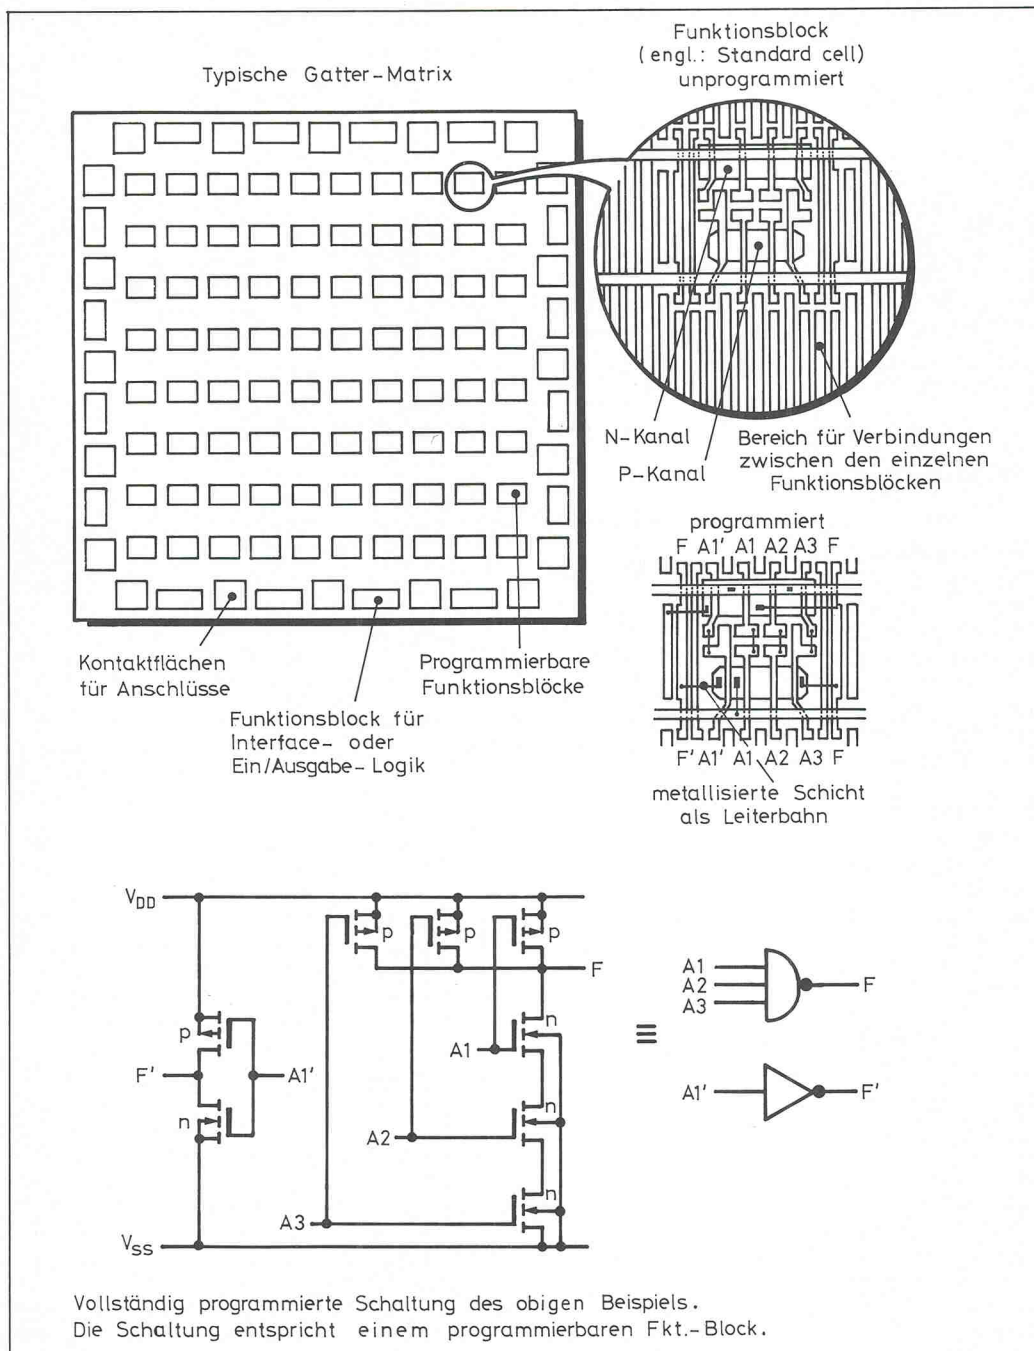 Typische Gatter-Matrix
Funktionsblock
(engl.: Standard cell)
unprogrammiert
N-Kanal
P-Kanal
Bereich für Verbindungen
zwischen den einzelnen
Funktionsblöcken
programmiert
F A1' A1 A2 A3 F
F' A1' A1 A2 A3 F
metallisierte Schicht
als Leiterbahn
Kontaktflächen
für Anschlüsse
Funktionsblock für
Interface- oder
Ein/Ausgabe-Logik
Programmierbare
Funktionsblöcke
VDD
p
p
p
F
p
F'
A1'
n
A1
n
A2
n
A3
n
VSS
≡
A1
A2
A3
F
A1'
F'
Vollständig programmierte Schaltung des obigen Beispiels.
Die Schaltung entspricht einem programmierbaren Fkt.-Block.